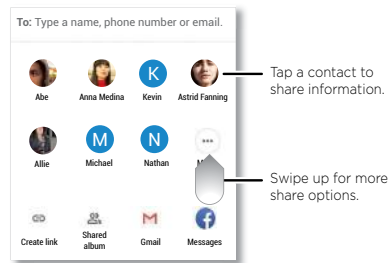 To: Type a name, phone number or email.
K
Abe
Anna Medina
Kevin
Astrid Fanning
Tap a contact to
share information.
M
N
Allie
Michael
Nathan
Swipe up for more
share options.
M
f
Create link
Shared
album
Gmail
Messages